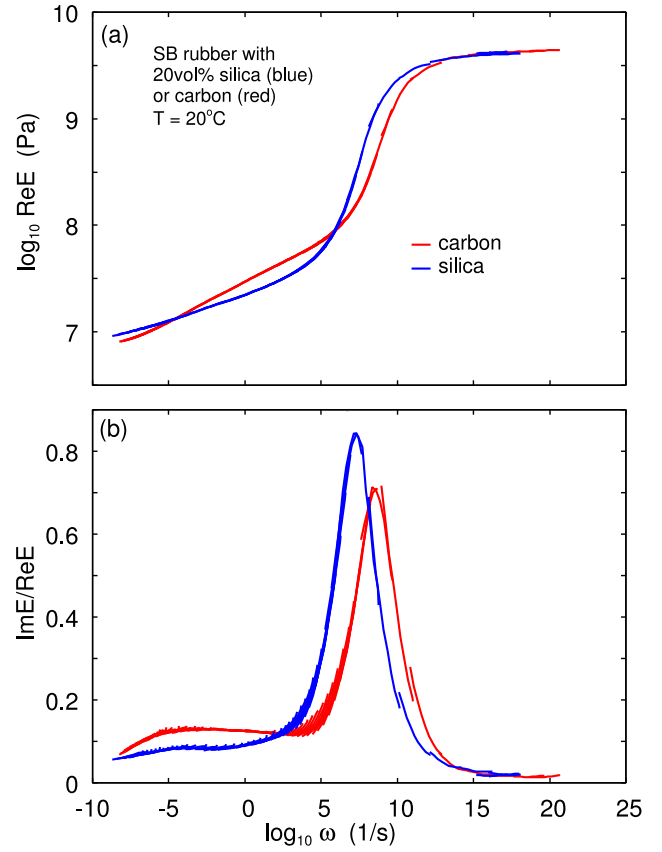 (a)
SB rubber with
20vol% silica (blue)
or carbon (red)
T = 20°C
10
9
8
7
log₁₀ ReE (Pa)
carbon
silica
(b)
0.8
0.6
0.4
0.2
0
ImE/ReE
-10 -5 0 5 10 15 20 25
log₁₀ ω (1/s)